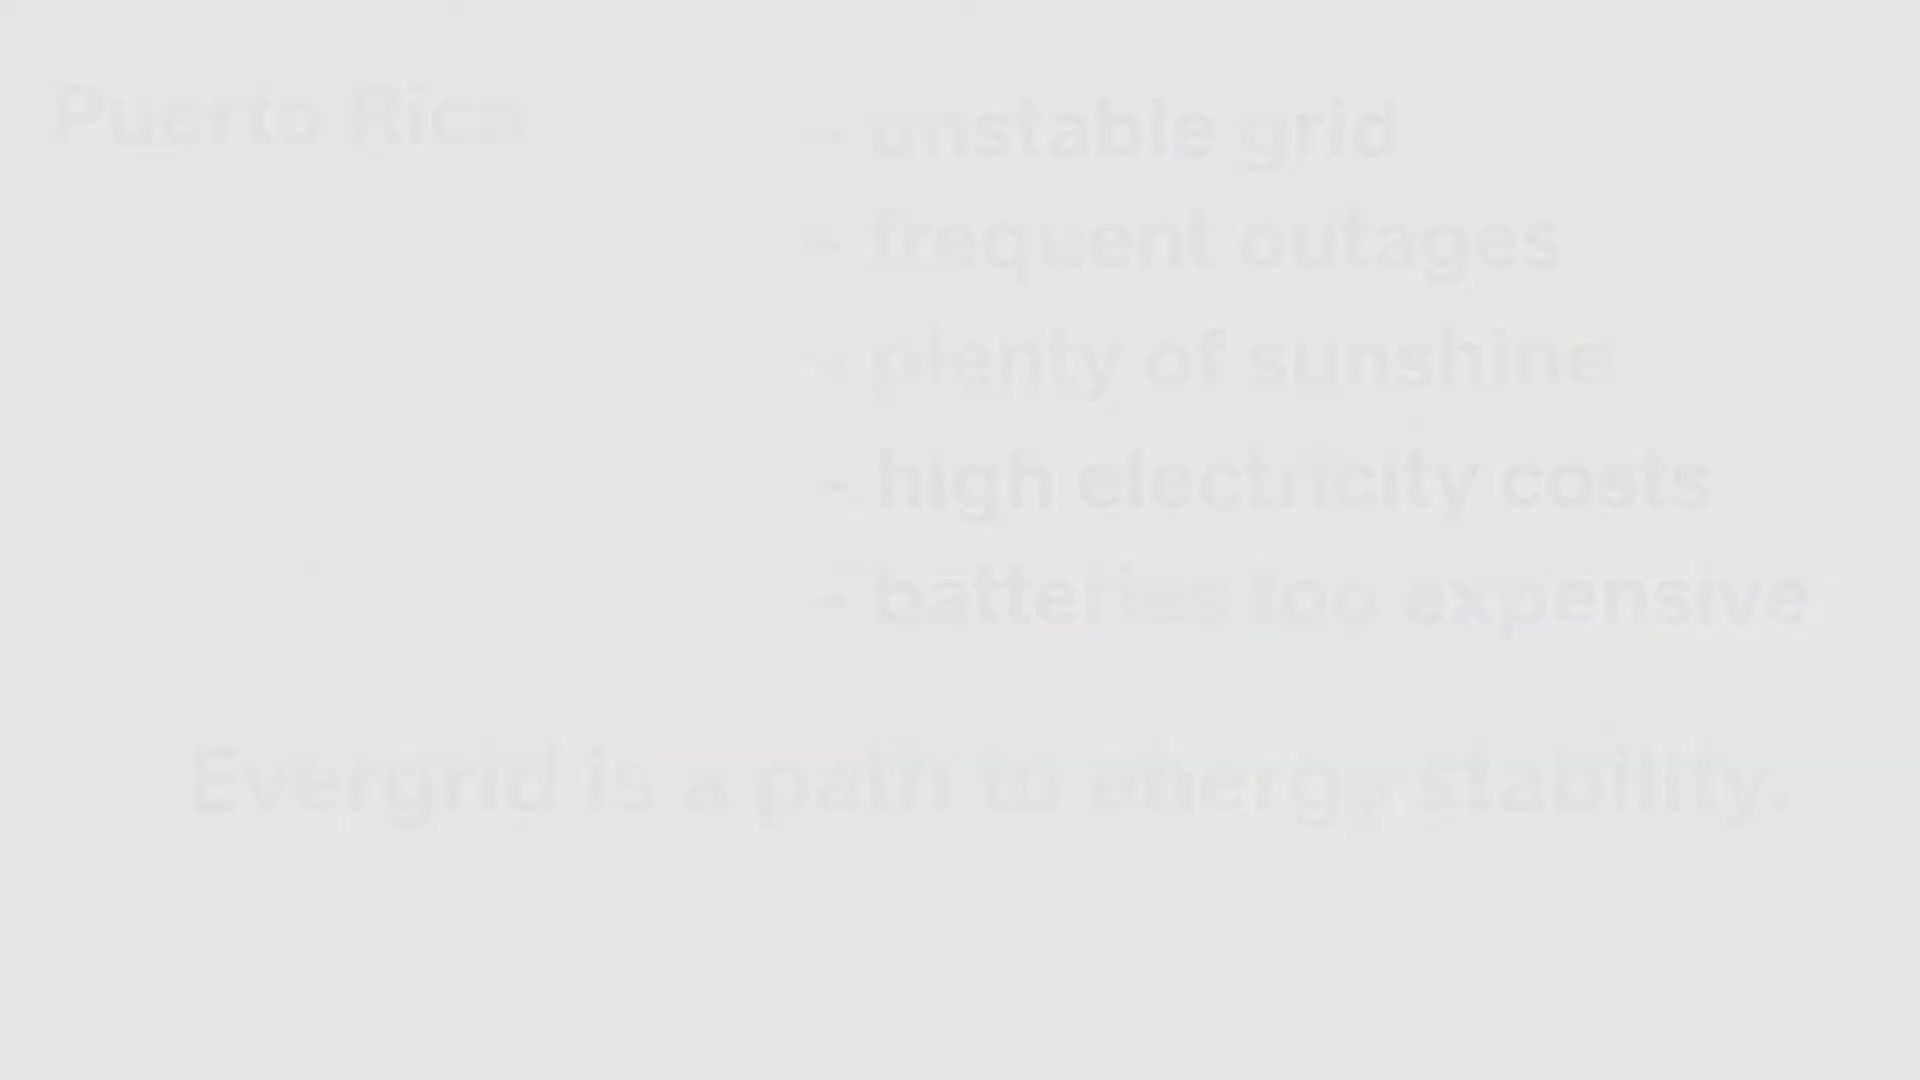 Puerto Rico
- unstable grid
- frequent outages
- plenty of sunshine
- high electricity costs
- batteries too expensive
Evergrid is a path to energy stability.